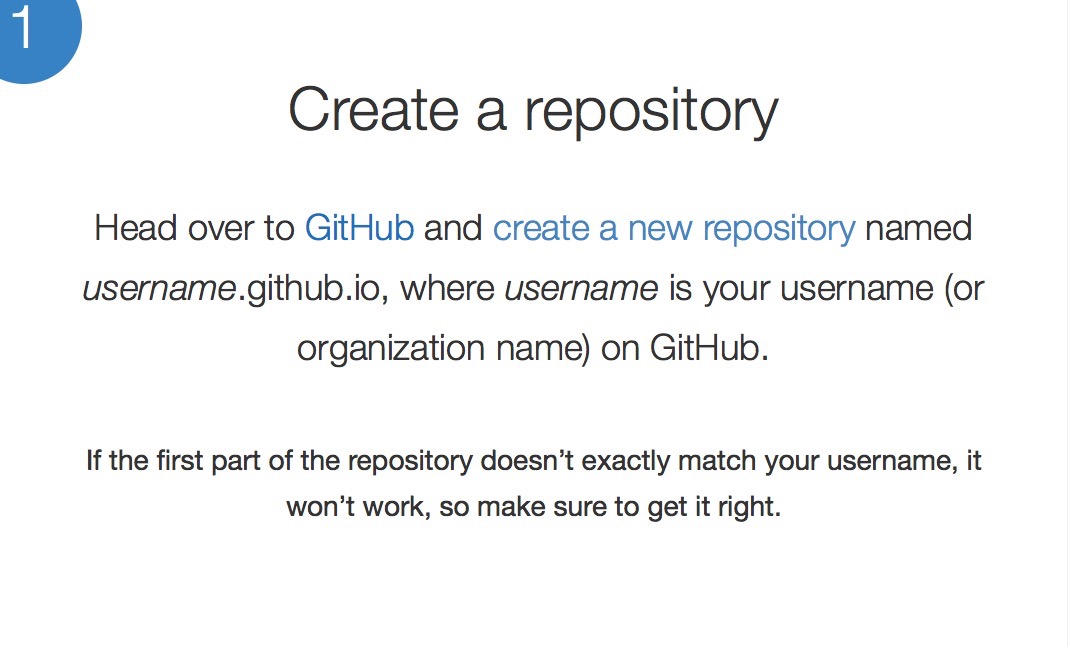 1
Create a repository
Head over to GitHub and create a new repository named
username.github.io, where username is your username (or
organization name) on GitHub.
If the first part of the repository doesn’t exactly match your username, it
won’t work, so make sure to get it right.